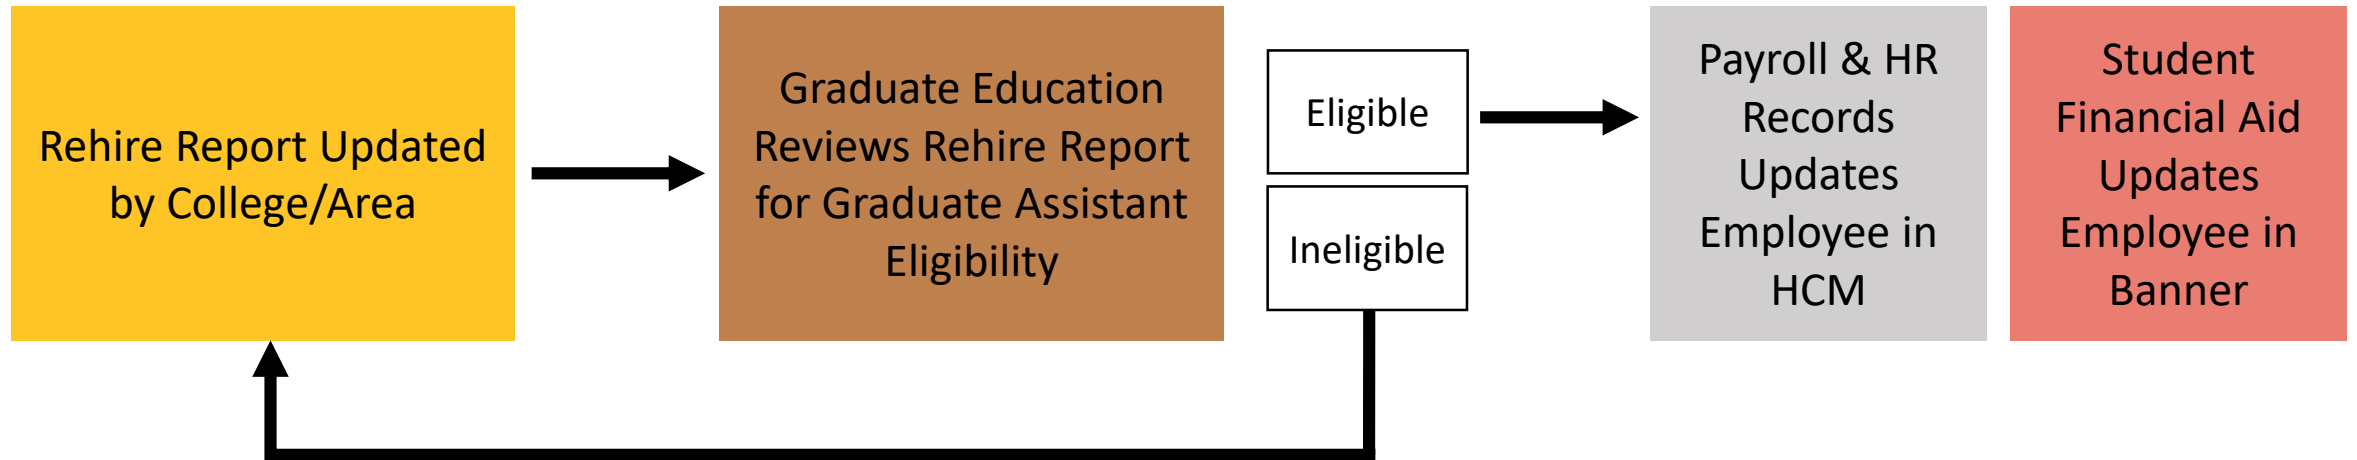 Rehire Report Updated
by College/Area
Graduate Education
Reviews Rehire Report
for Graduate Assistant
Eligibility
Eligible
Ineligible
Payroll & HR
Records
Updates
Employee in
HCM
Student
Financial Aid
Updates
Employee in
Banner